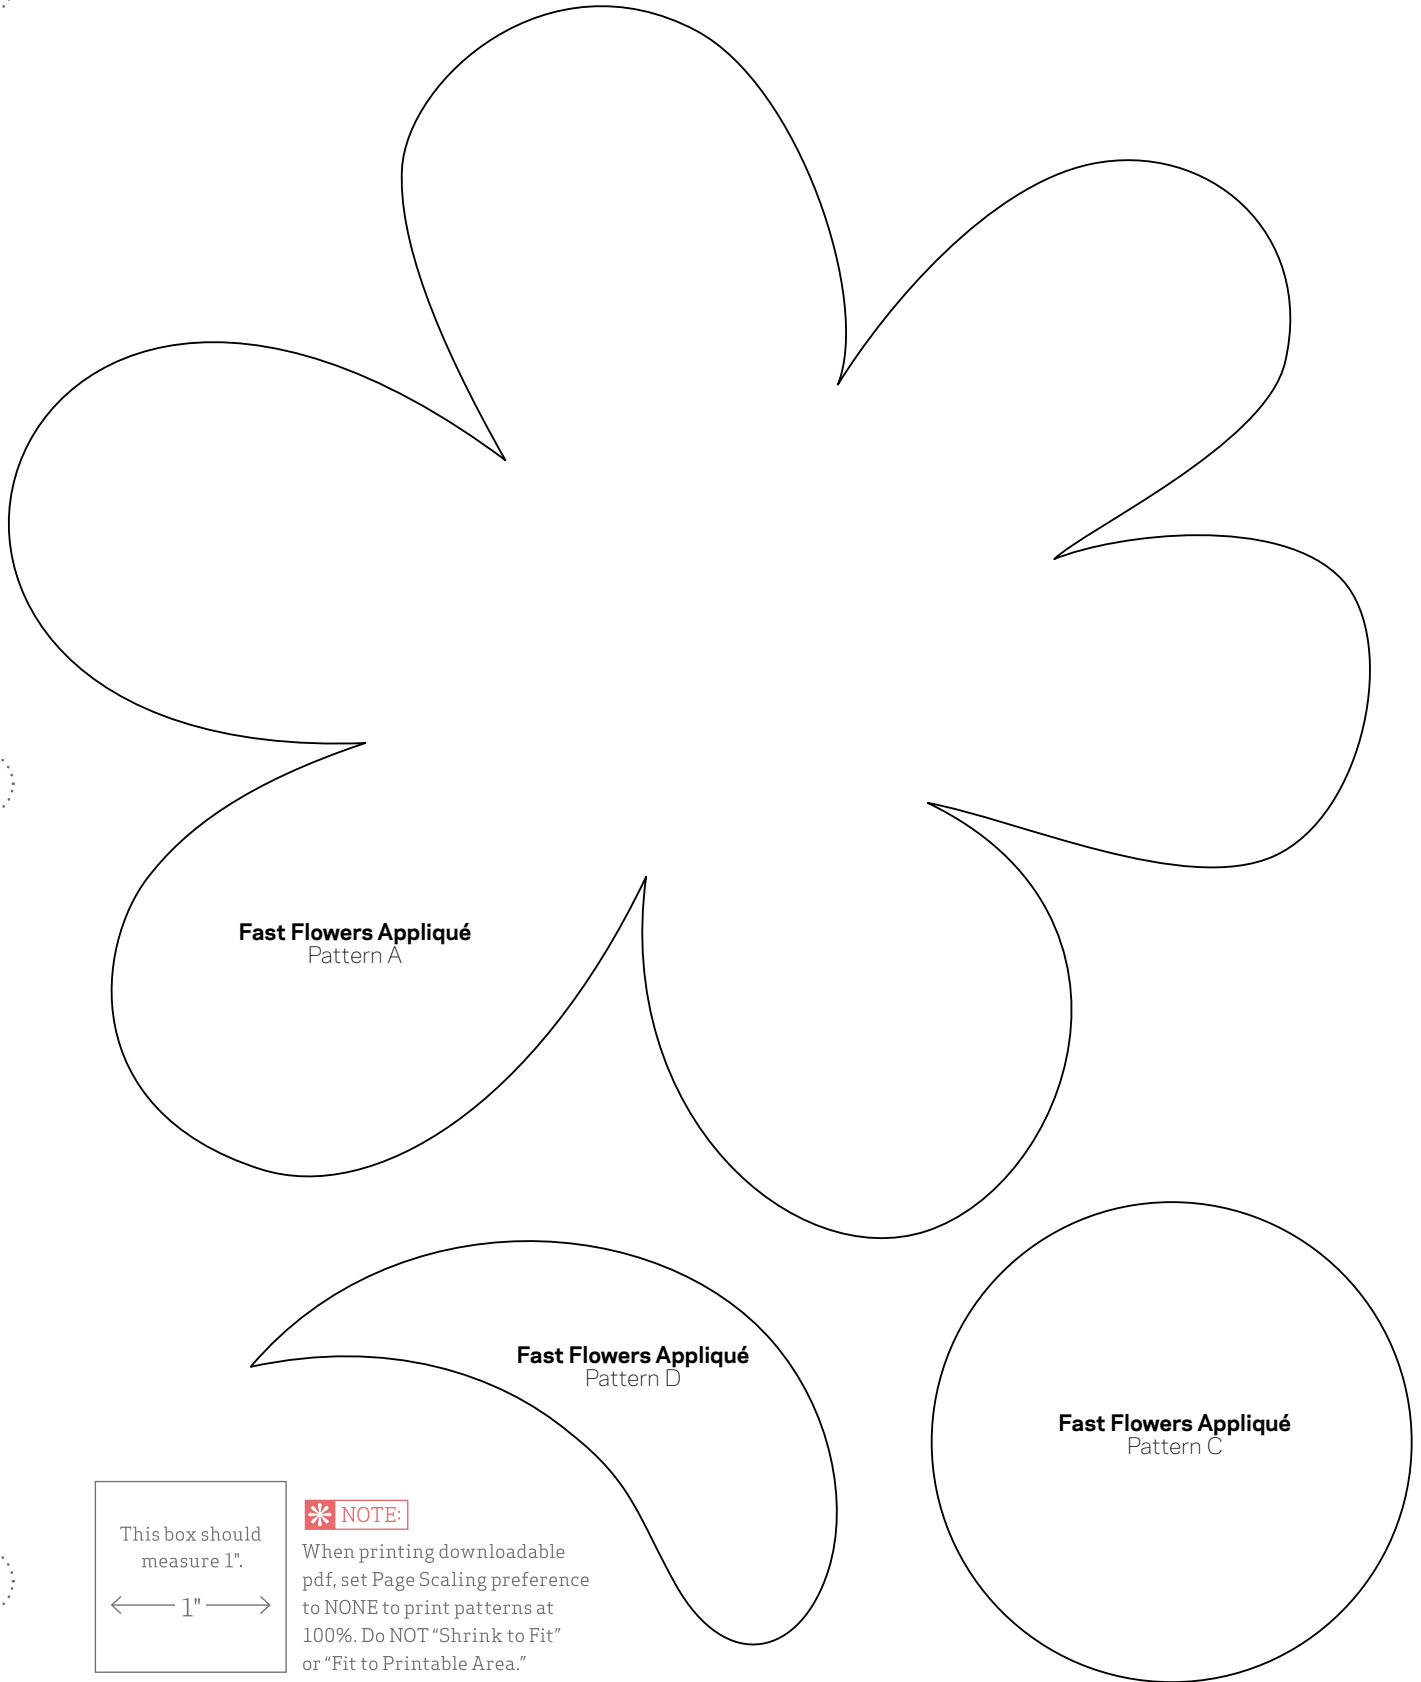 Fast Flowers Appliqué
Pattern A
Fast Flowers Appliqué
Pattern D
Fast Flowers Appliqué
Pattern C
This box should
measure 1".
1"
NOTE:
When printing downloadable
pdf, set Page Scaling preference
to NONE to print patterns at
100%. Do NOT “Shrink to Fit”
or “Fit to Printable Area.”